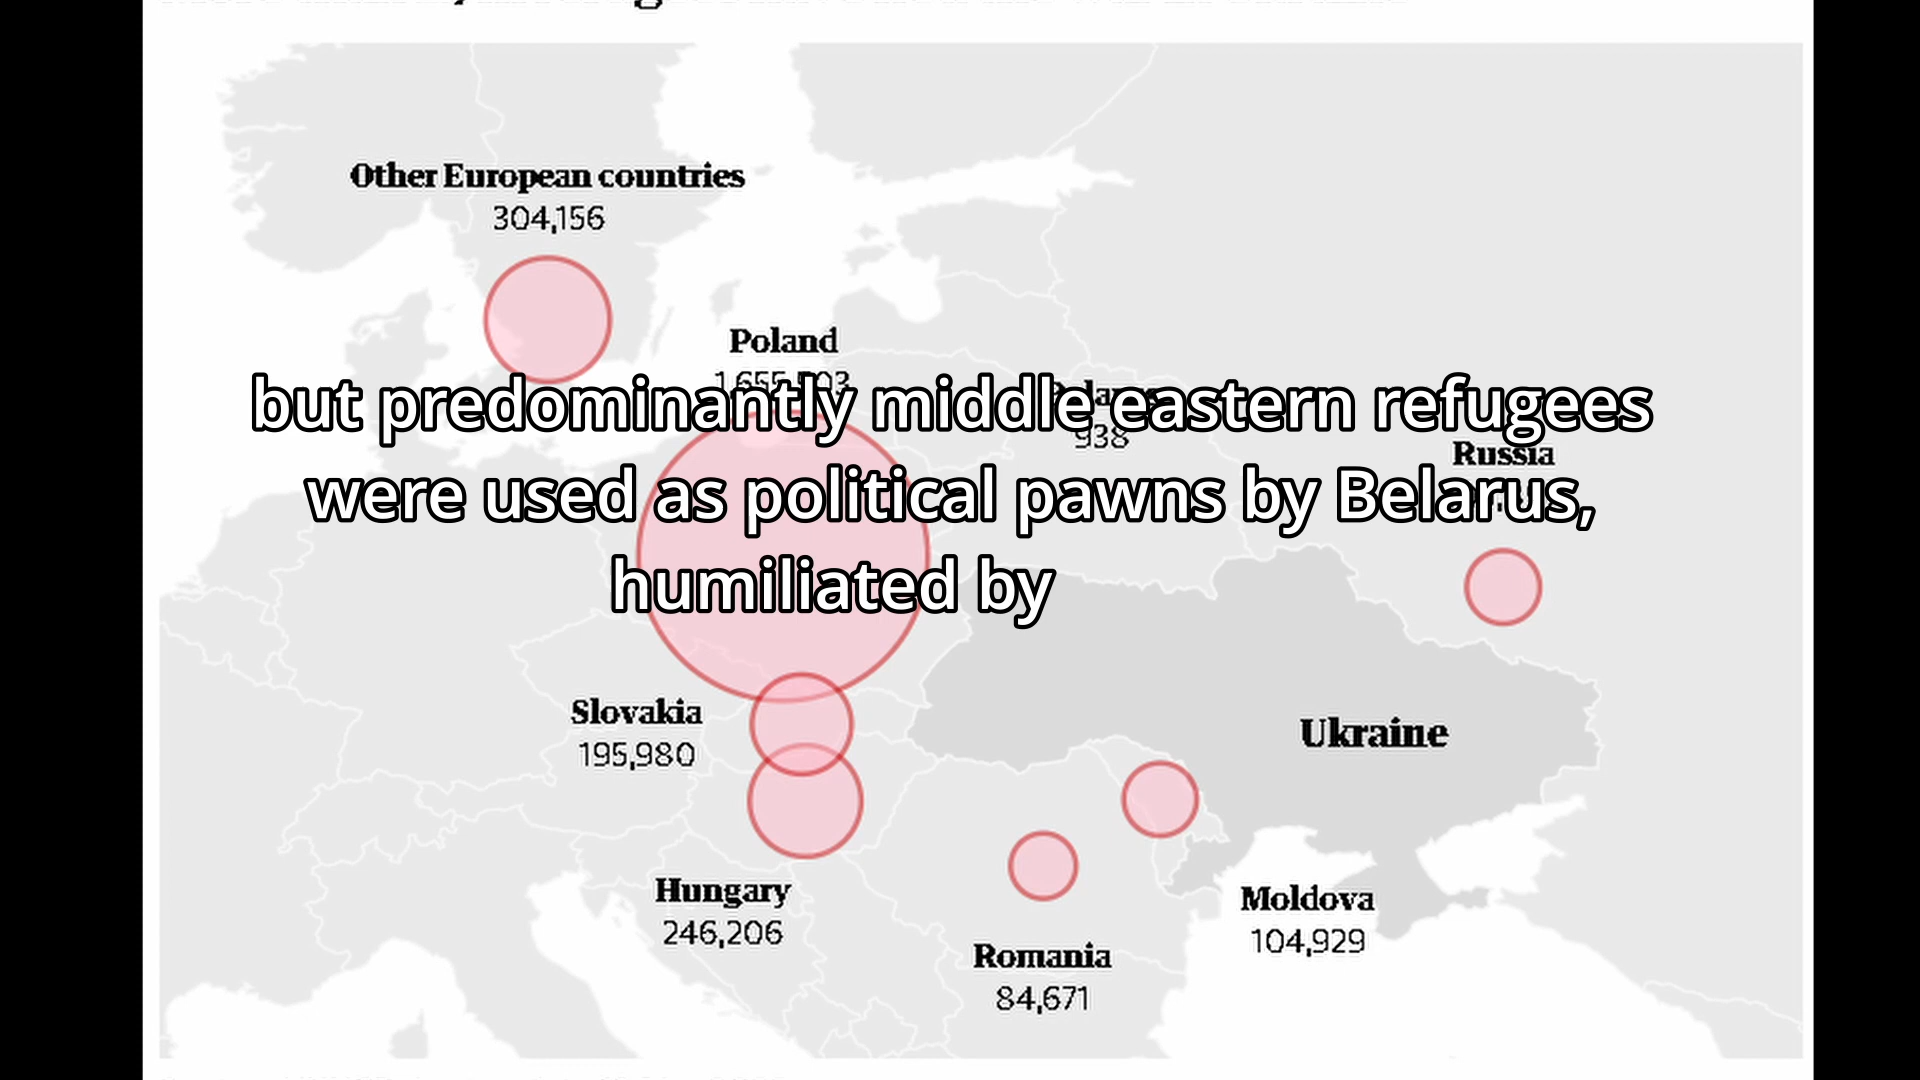 Other European countries
304,156
Poland
but predominantly middle eastern refugees
938
Russia
were used as political pawns by Belarus,
humiliated by
Slovakia
195,980
Ukraine
Hungary
246,206
Moldova
104,929
Romania
84,671